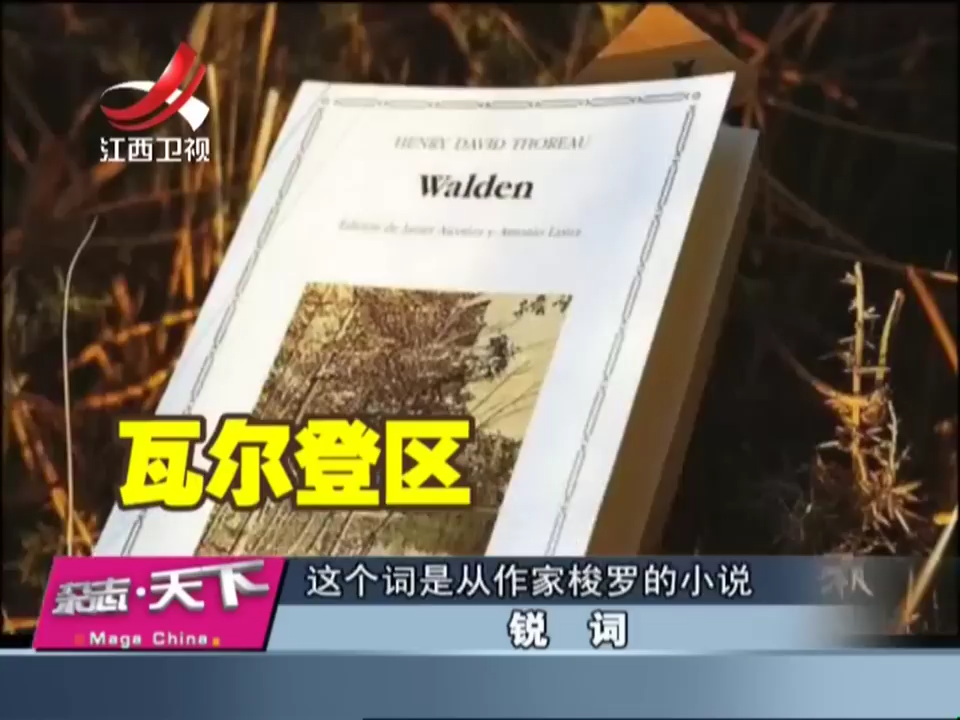 江西卫视
HENRY DAVID THOREAU
Walden
瓦尔登区
杂志·天下
Maga China
这个词是从作家梭罗的小说
锐 词